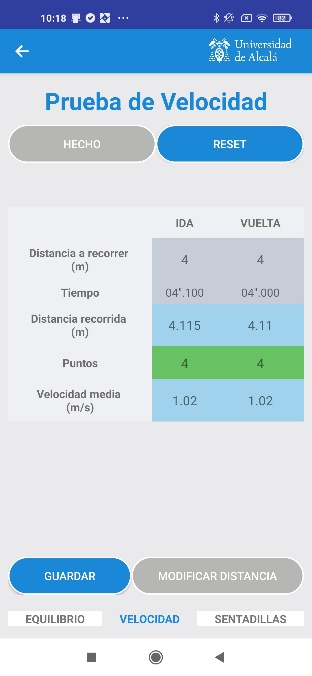 10:18
82
Universidad
de Alcalá
Prueba de Velocidad
HECHO RESET
IDA VUELTA
Distancia a recorrer
(m) 4 4
Tiempo 04".100 04".000
Distancia recorrida
(m) 4.115 4.11
Puntos 4 4
Velocidad media
(m/s) 1.02 1.02
GUARDAR MODIFICAR DISTANCIA
EQUILIBRIO VELOCIDAD SENTADILLAS